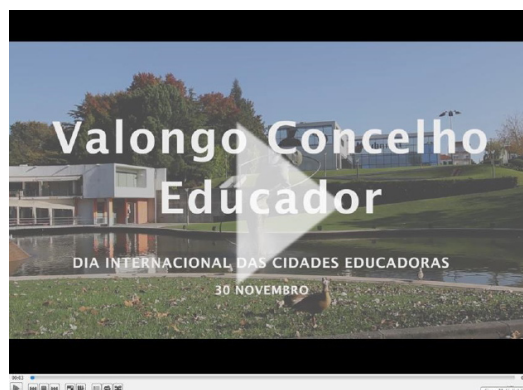 Valongo Concelho
Educador
DIA INTERNACIONAL DAS CIDADES EDUCADORAS
30 NOVEMBRO